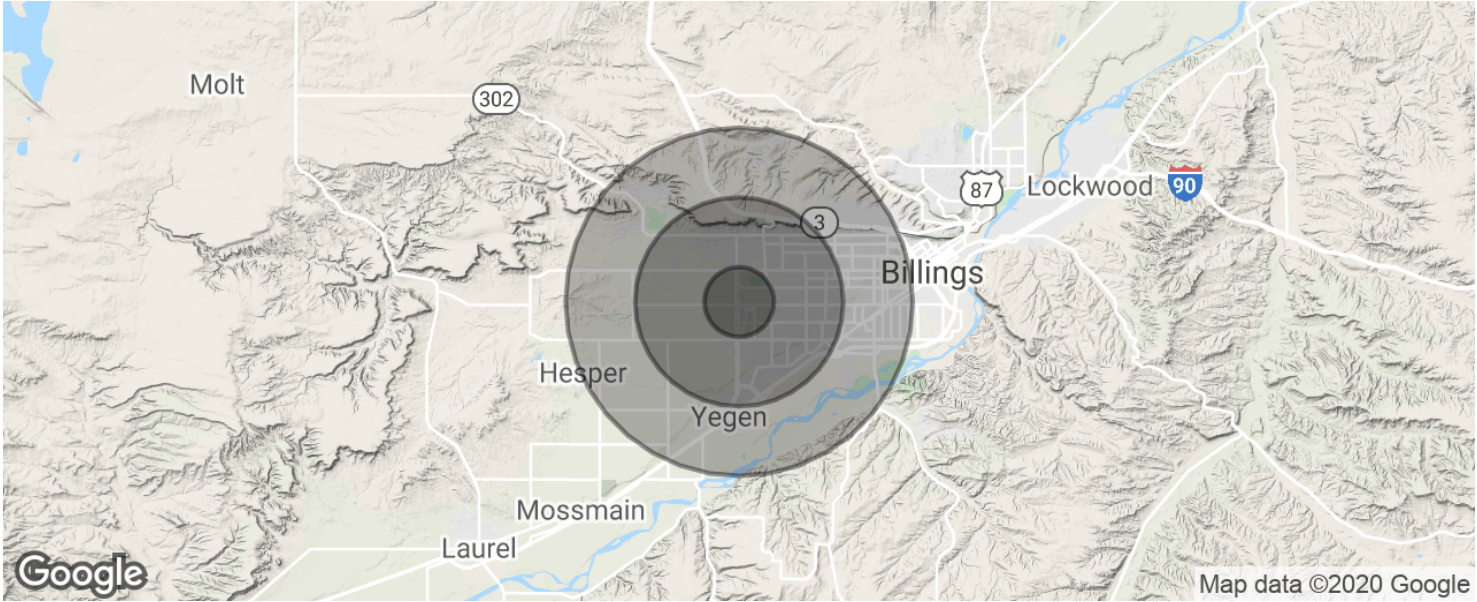 Molt
302
87
Lockwood
90
3
Billings
Hesper
Yegen
Mossmain
Laurel
Google
Map data ©2020 Google